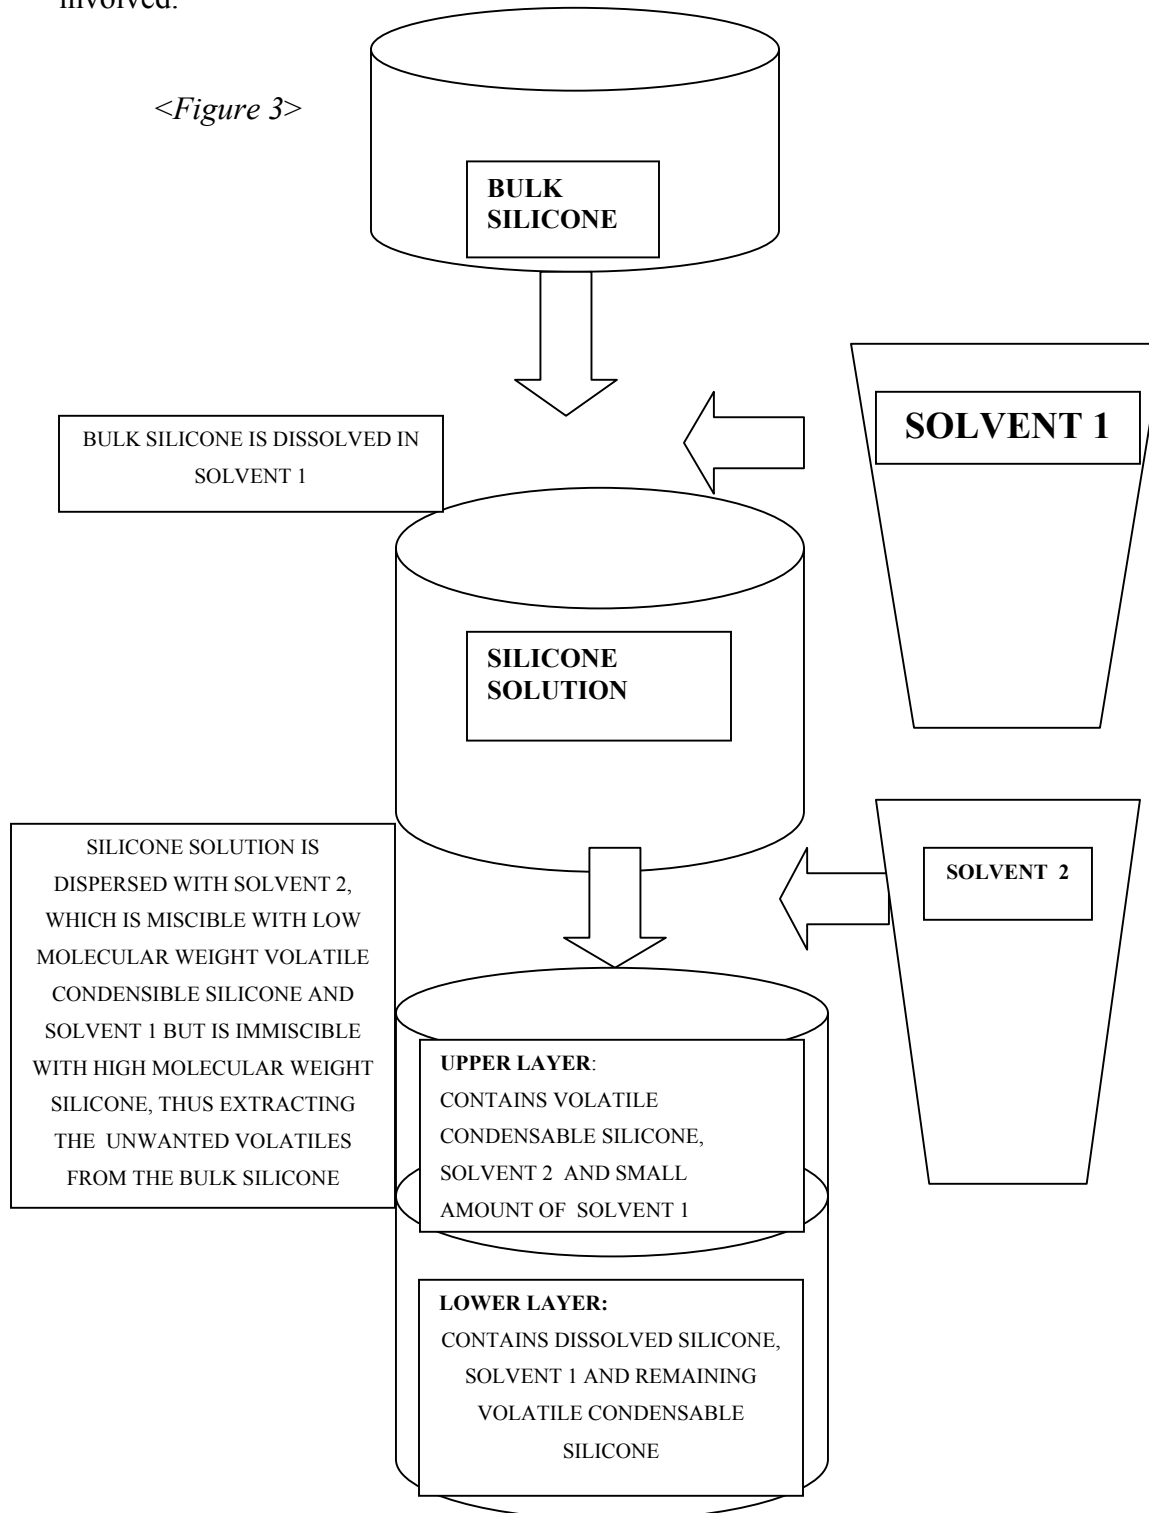 involved.
<Figure 3>
BULK
SILICONE
SOLVENT 1
BULK SILICONE IS DISSOLVED IN
SOLVENT 1
SILICONE
SOLUTION
SILICONE SOLUTION IS
DISPERSED WITH SOLVENT 2,
WHICH IS MISCIBLE WITH LOW
MOLECULAR WEIGHT VOLATILE
CONDENSIBLE SILICONE AND
SOLVENT 1 BUT IS IMMISCIBLE
WITH HIGH MOLECULAR WEIGHT
SILICONE, THUS EXTRACTING
THE UNWANTED VOLATILES
FROM THE BULK SILICONE
SOLVENT 2
UPPER LAYER:
CONTAINS VOLATILE
CONDENSABLE SILICONE,
SOLVENT 2 AND SMALL
AMOUNT OF SOLVENT 1
LOWER LAYER:
CONTAINS DISSOLVED SILICONE,
SOLVENT 1 AND REMAINING
VOLATILE CONDENSABLE
SILICONE